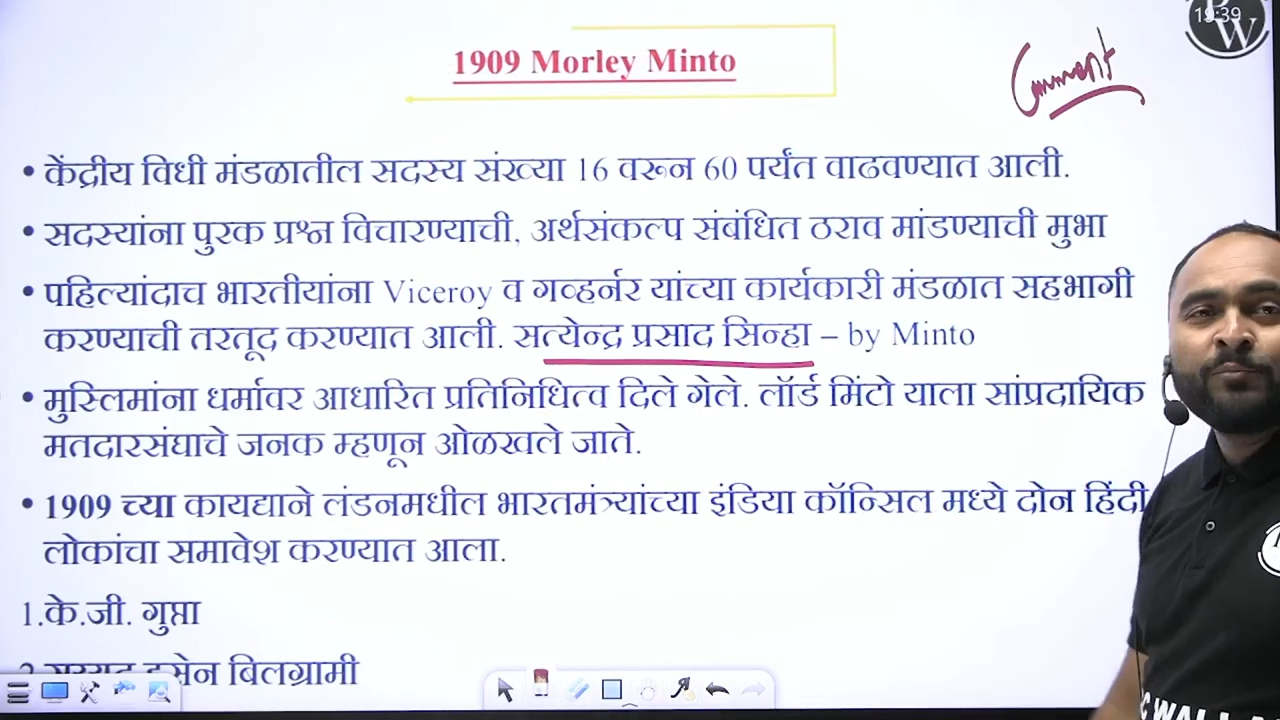 19:39
PW
1909 Morley Minto
Comment
• केंद्रीय विधी मंडळातील सदस्य संख्या 16 वरून 60 पर्यंत वाढवण्यात आली.
• सदस्यांना पुरक प्रश्न विचारण्याची, अर्थसंकल्प संबंधित ठराव मांडण्याची मुभा
• पहिल्यांदाच भारतीयांना Viceroy व गव्हर्नर यांच्या कार्यकारी मंडळात सहभागी
करण्याची तरतूद करण्यात आली. सत्येन्द्र प्रसाद सिन्हा – by Minto
• मुस्लिमांना धर्मावर आधारित प्रतिनिधित्व दिले गेले. लॉर्ड मिंटो याला सांप्रदायिक
मतदारसंघाचे जनक म्हणून ओळखले जाते.
• 1909 च्या कायद्याने लंडनमधील भारतमंत्र्यांच्या इंडिया कॉन्सिल मध्ये दोन हिंदी
लोकांचा समावेश करण्यात आला.
1.के.जी. गुप्ता
बिलग्रामी